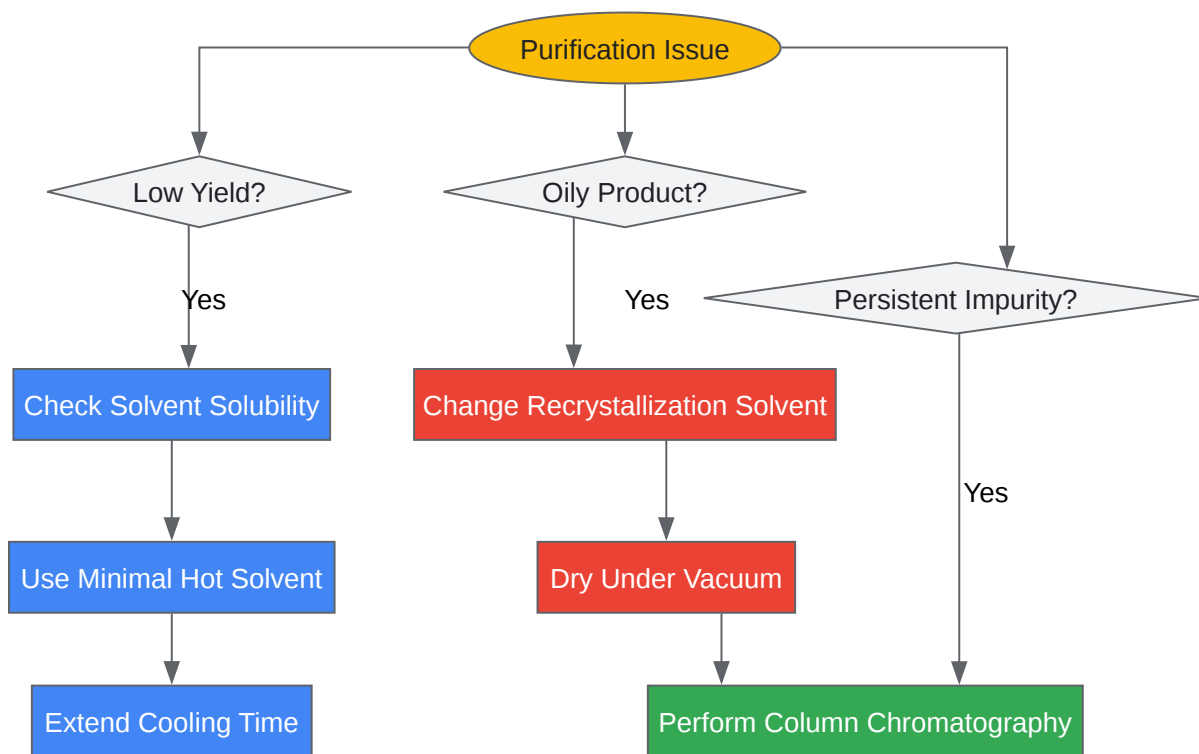 Purification Issue
Low Yield?
Oily Product?
Persistent Impurity?
Yes
Yes
Yes
Check Solvent Solubility
Change Recrystallization Solvent
Use Minimal Hot Solvent
Dry Under Vacuum
Extend Cooling Time
Perform Column Chromatography